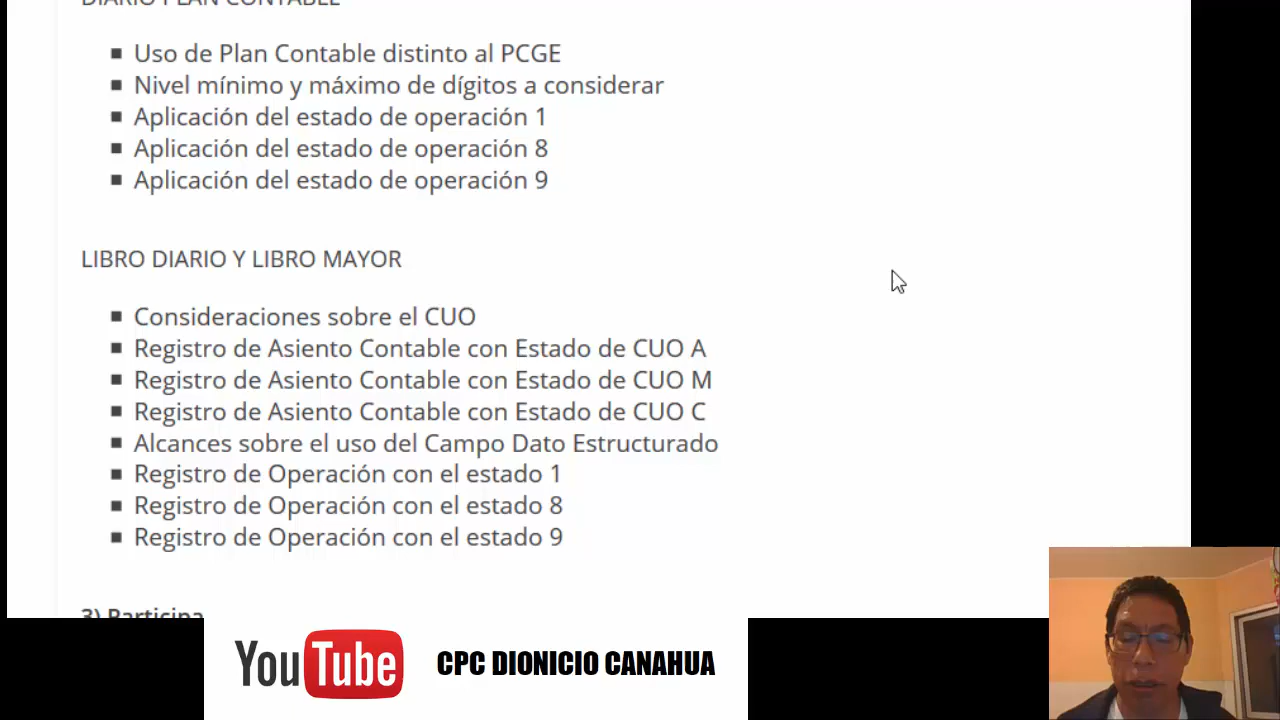 DIARIO PLAN CONTABLE
Uso de Plan Contable distinto al PCGE
Nivel mínimo y máximo de dígitos a considerar
Aplicación del estado de operación 1
Aplicación del estado de operación 8
Aplicación del estado de operación 9
LIBRO DIARIO Y LIBRO MAYOR
Consideraciones sobre el CUO
Registro de Asiento Contable con Estado de CUO A
Registro de Asiento Contable con Estado de CUO M
Registro de Asiento Contable con Estado de CUO C
Alcances sobre el uso del Campo Dato Estructurado
Registro de Operación con el estado 1
Registro de Operación con el estado 8
Registro de Operación con el estado 9
3) Participa
YouTube CPC DIONICIO CANAHUA